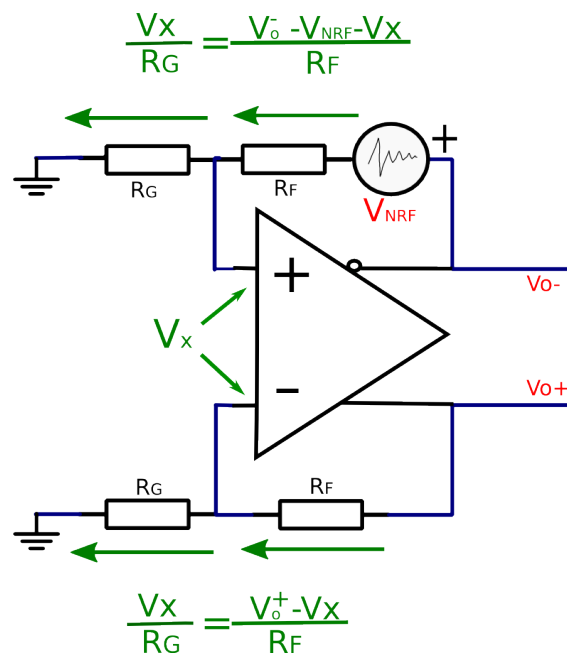 Vx / RG = Vo- -VNRF-Vx / RF
+
RG
RF
VNRF
+
Vo-
Vx
-
Vo+
RG
RF
Vx / RG = Vo+ -Vx / RF